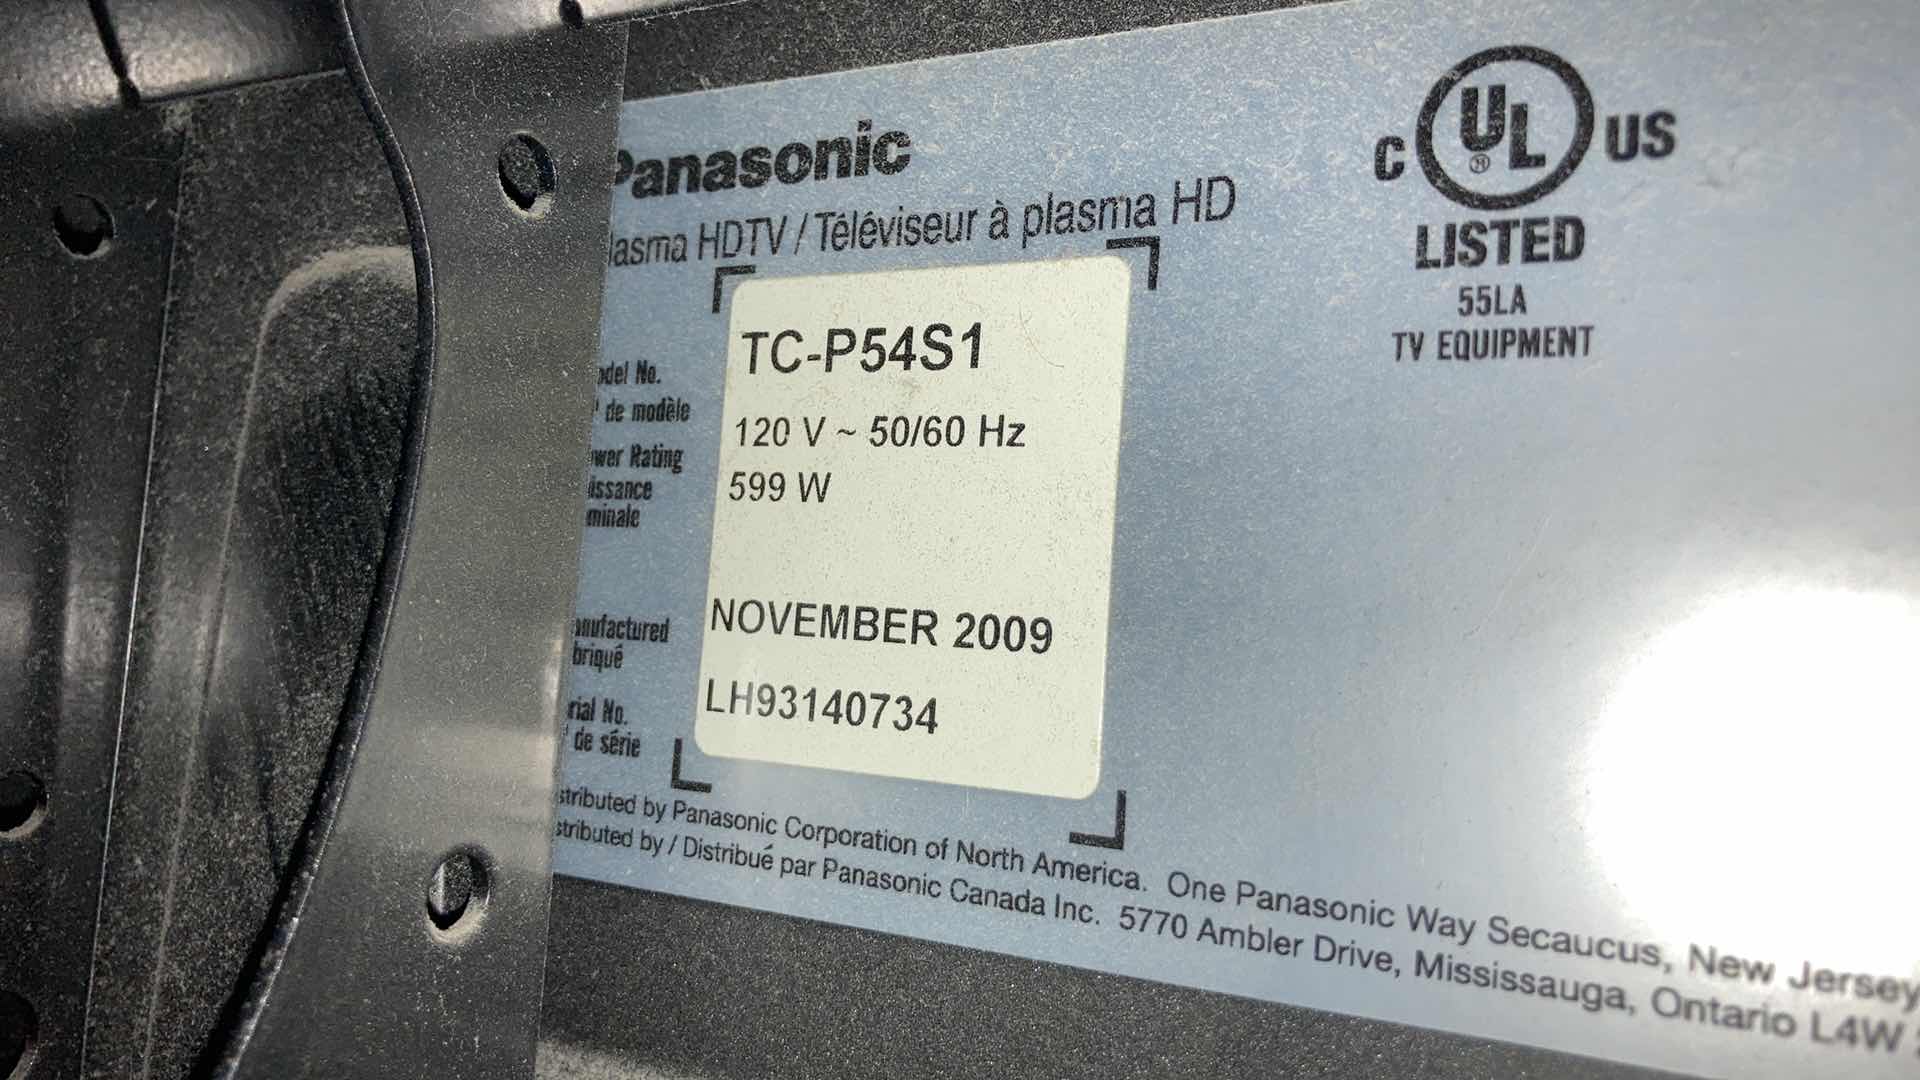 Panasonic
lasma HDTV / Téléviseur à plasma HD
C UL ® US
LISTED
55LA
TV EQUIPMENT
odel No.
° de modèle
TC-P54S1
ower Rating
issance
minale
120 V ~ 50/60 Hz
599 W
anufactured
briqué
NOVEMBER 2009
rial No.
° de série
LH93140734
stributed by Panasonic Corporation of North America. One Panasonic Way Secaucus, New Jersey
stributed by / Distribué par Panasonic Canada Inc. 5770 Ambler Drive, Mississauga, Ontario L4W